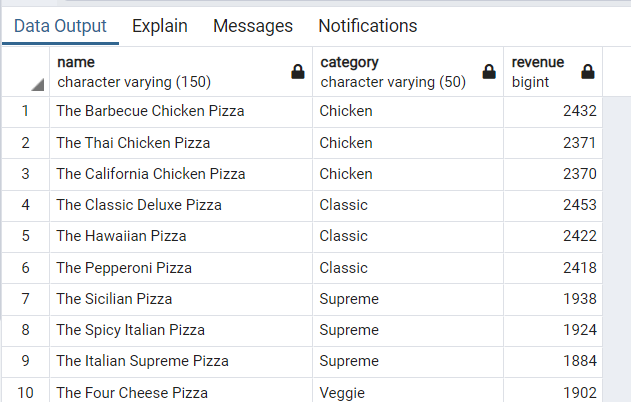 Data Output Explain Messages Notifications
name category revenue
character varying (150) character varying (50) bigint
1 The Barbecue Chicken Pizza Chicken 2432
2 The Thai Chicken Pizza Chicken 2371
3 The California Chicken Pizza Chicken 2370
4 The Classic Deluxe Pizza Classic 2453
5 The Hawaiian Pizza Classic 2422
6 The Pepperoni Pizza Classic 2418
7 The Sicilian Pizza Supreme 1938
8 The Spicy Italian Pizza Supreme 1924
9 The Italian Supreme Pizza Supreme 1884
10 The Four Cheese Pizza Veggie 1902